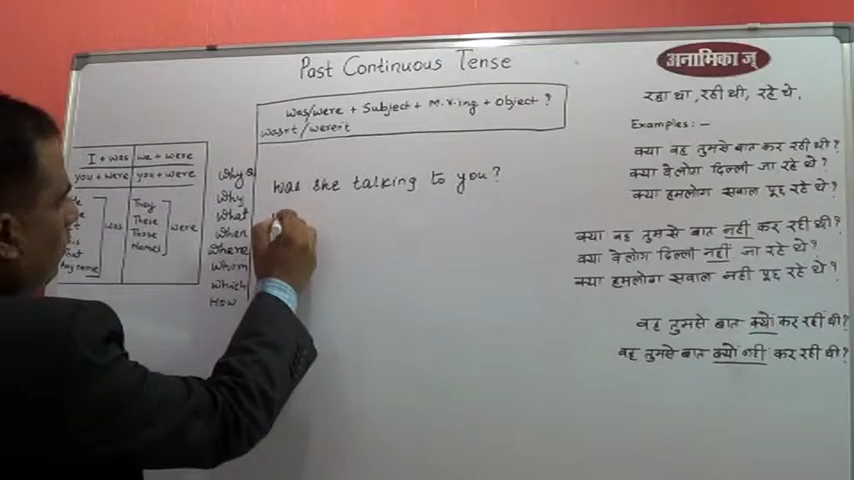 Past Continuous Tense
अनामिका ज्
was/were + Subject + M.V.ing + Object ?
wasn't / weren't
रहा था, रही थी, रहे थे,
Examples:-
क्या वह तुमसे बात कर रही थी?
क्या वे लोग दिल्ली जा रहे थे?
क्या हमलोग सवाल पूछ रहे थे?
क्या वह तुमसे बात नहीं कर रही थी?
क्या वे लोग दिल्ली नहीं जा रहे थे?
क्या हमलोग सवाल नहीं पूछ रहे थे?
वह तुमसे बात क्यों कर रही थी?
वह तुमसे बात क्यों नहीं कर रही थी?
I + was we + were
you + were you + were
was
Any name
They
These
Those
Names
were
Why
What
When
Where
Whom
Which
How
Was she talking to you?